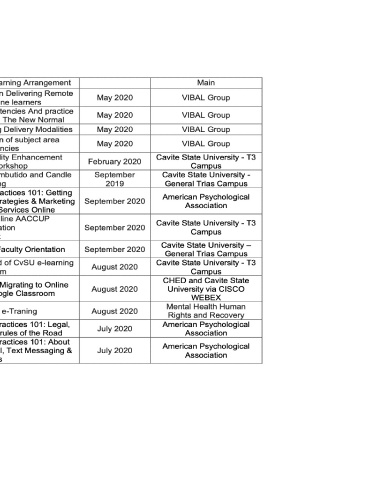 arning Arrangement Main
n Delivering Remote
ne learners May 2020 VIBAL Group
tencies And practice
The New Normal May 2020 VIBAL Group
g Delivery Modalities May 2020 VIBAL Group
n of subject area
ncies May 2020 VIBAL Group
lity Enhancement
orkshop February 2020 Cavite State University - T3
Campus
mbutido and Candle
ng September
2019 Cavite State University -
General Trias Campus
actices 101: Getting
rategies & Marketing
Services Online September 2020 American Psychological
Association
line AACCUP
ation September 2020 Cavite State University - T3
Campus
Faculty Orientation September 2020 Cavite State University –
General Trias Campus
d of CvSU e-learning
m August 2020 Cavite State University - T3
Campus
Migrating to Online
ogle Classroom August 2020 CHED and Cavite State
University via CISCO
WEBEX
e-Traning August 2020 Mental Health Human
Rights and Recovery
ractices 101: Legal,
rules of the Road July 2020 American Psychological
Association
ractices 101: About
l, Text Messaging &
s July 2020 American Psychological
Association